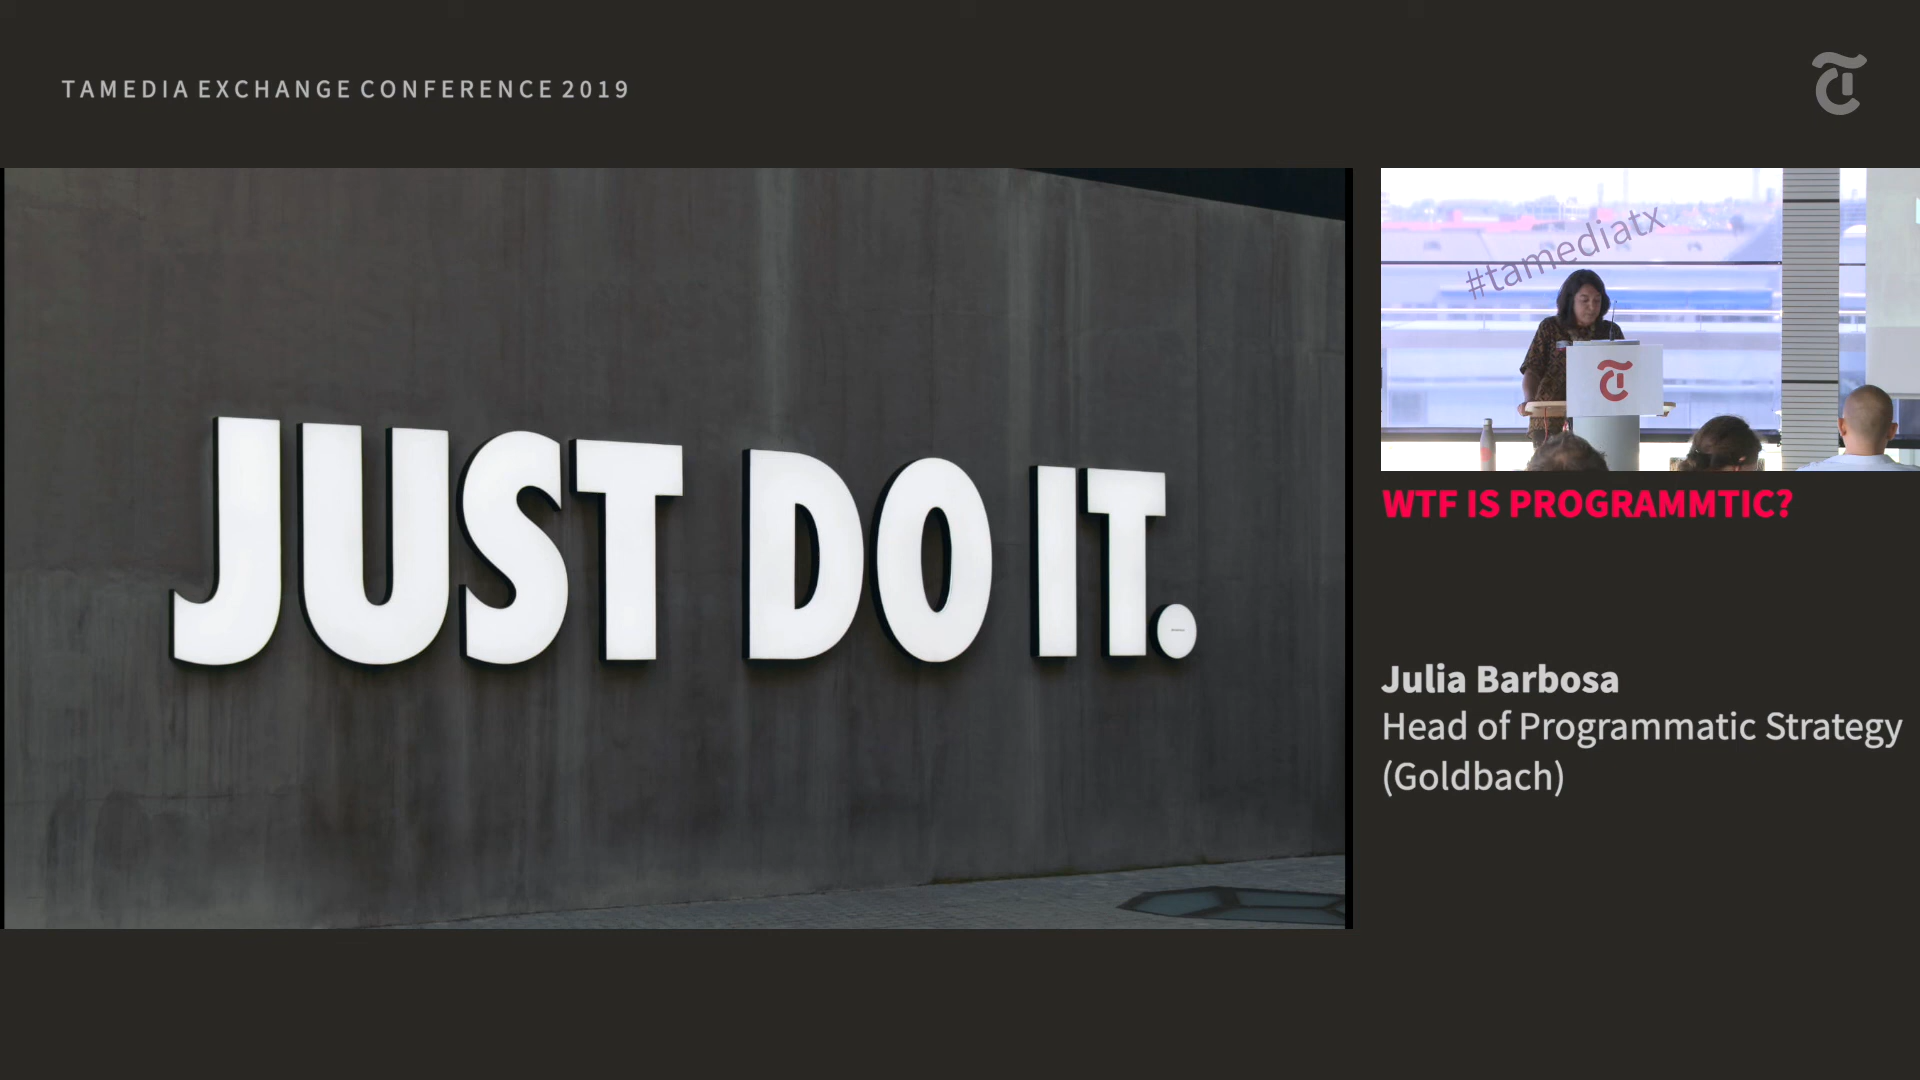 TAMEDIA EXCHANGE CONFERENCE 2019
JUST DO IT.
#tamediatx
WTF IS PROGRAMMTIC?
Julia Barbosa
Head of Programmatic Strategy
(Goldbach)